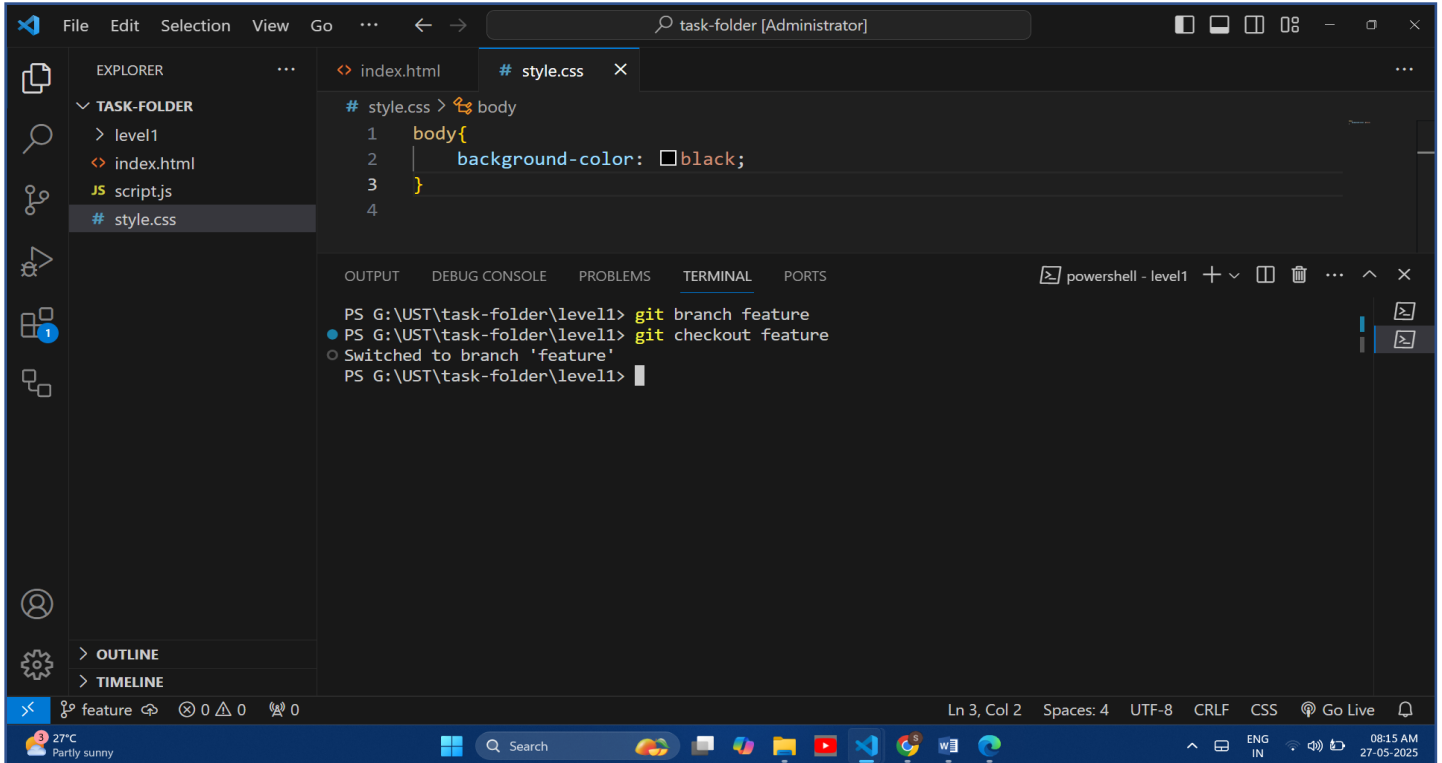 File Edit Selection View Go ··· task-folder [Administrator]
EXPLORER ···
TASK-FOLDER
level1
index.html
JS script.js
# style.css
index.html # style.css ···
# style.css > body
1 body{
2 background-color: black;
3 }
4
OUTPUT DEBUG CONSOLE PROBLEMS TERMINAL PORTS powershell - level1 ···
PS G:\UST\task-folder\level1> git branch feature
PS G:\UST\task-folder\level1> git checkout feature
Switched to branch 'feature'
PS G:\UST\task-folder\level1>
1
OUTLINE
TIMELINE
feature 0 0 0 Ln 3, Col 2 Spaces: 4 UTF-8 CRLF CSS Go Live
3 27°C
Partly sunny
Search
S
W
ENG
IN
08:15 AM
27-05-2025